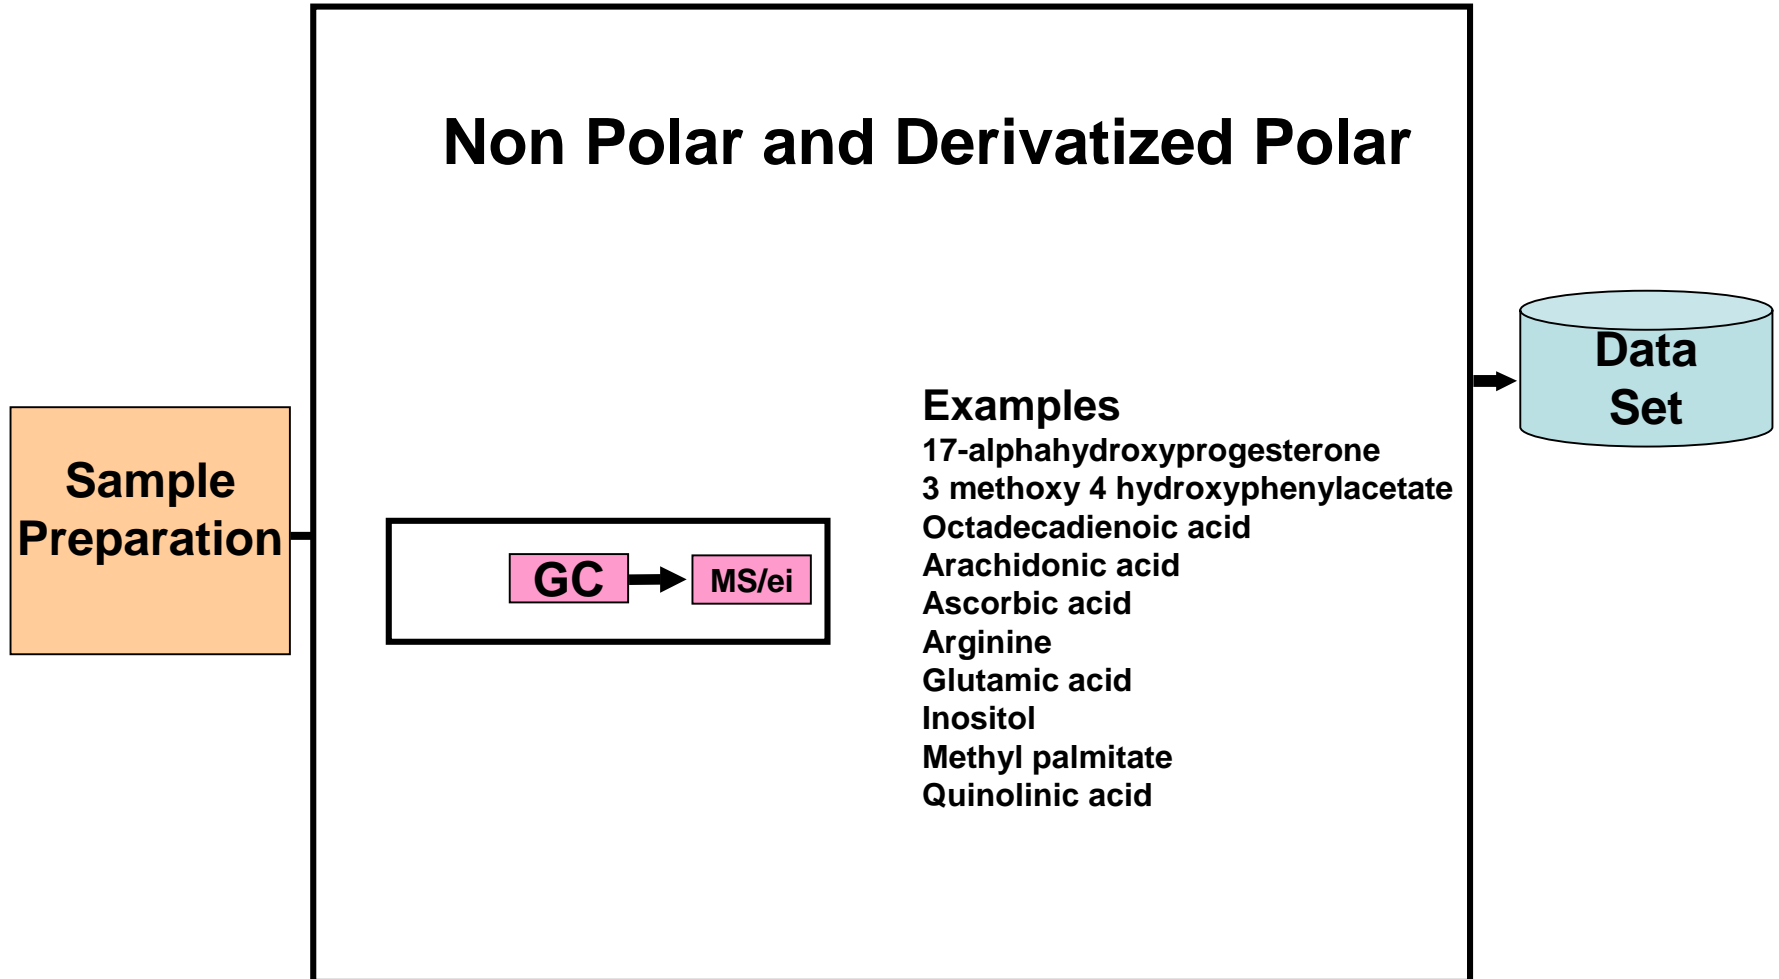 Non Polar and Derivatized Polar
Sample
Preparation
GC
MS/ei
Examples
17-alphahydroxyprogesterone
3 methoxy 4 hydroxyphenylacetate
Octadecadienoic acid
Arachidonic acid
Ascorbic acid
Arginine
Glutamic acid
Inositol
Methyl palmitate
Quinolinic acid
Data
Set